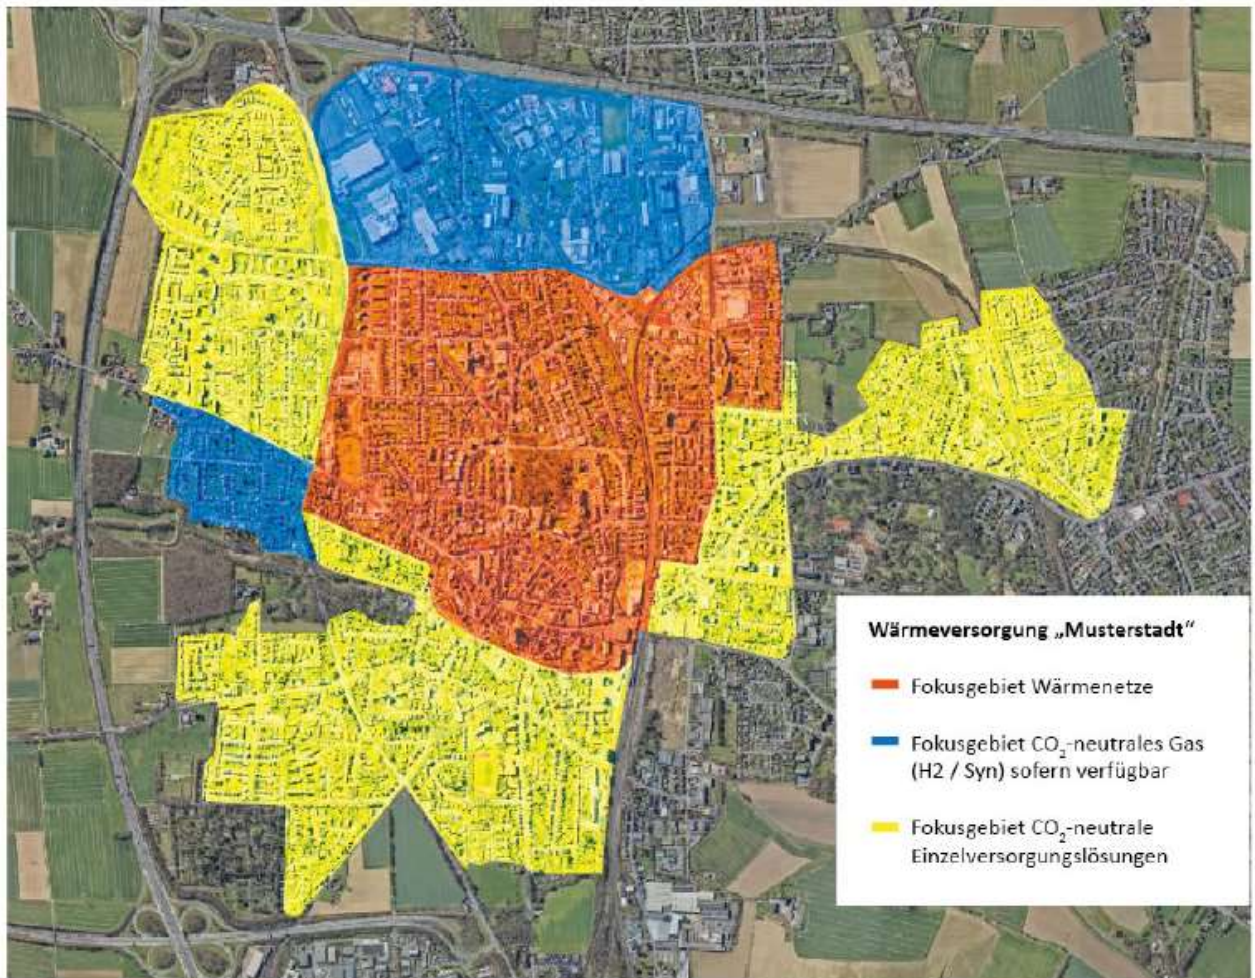 Wärmeversorgung „Musterstadt“
Fokusgebiet Wärmenetze
Fokusgebiet CO₂-neutrales Gas
(H2 / Syn) sofern verfügbar
Fokusgebiet CO₂-neutrale
Einzelversorgungslösungen